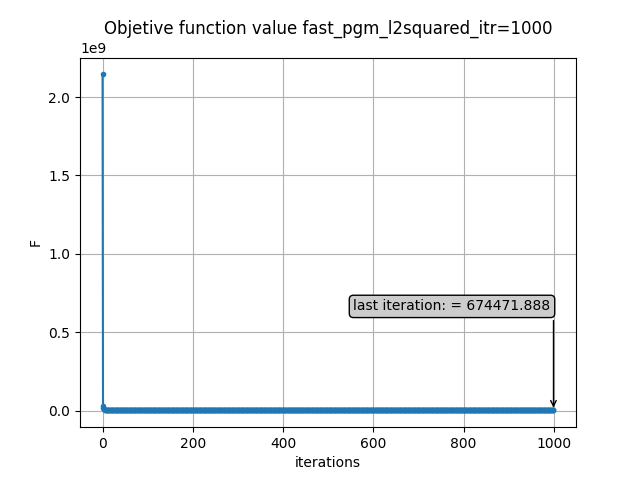 Objetive function value fast_pgm_l2squared_itr=1000
1e9
2.0
1.5
1.0
0.5
0.0
F
last iteration: = 674471.888
0 200 400 600 800 1000
iterations